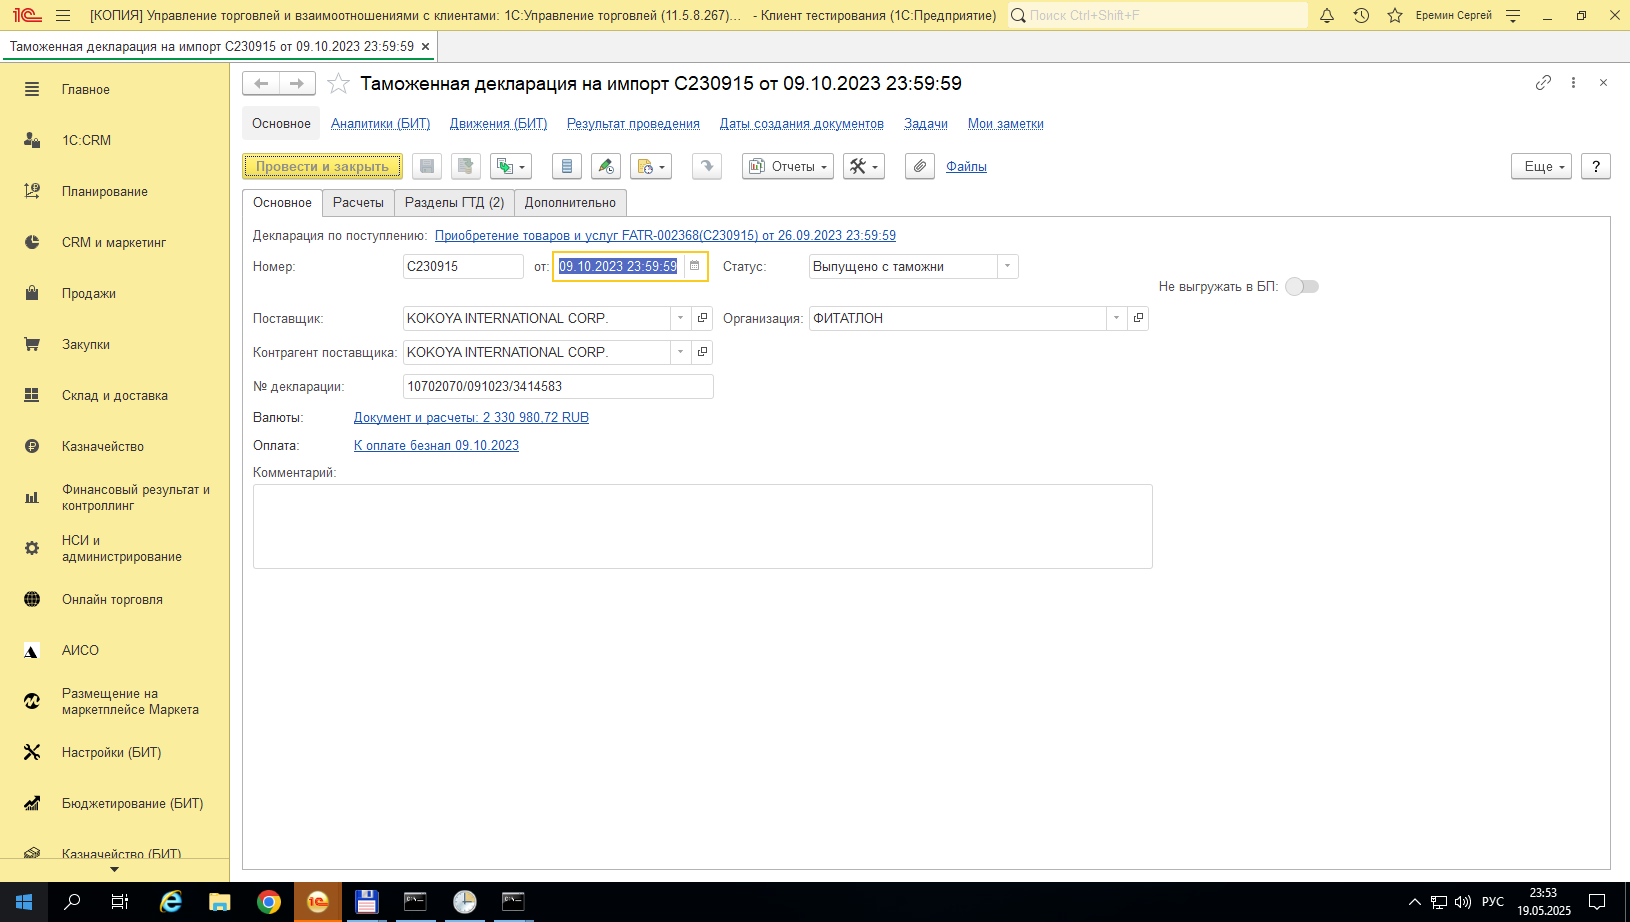 [КОПИЯ] Управление торговлей и взаимоотношениями с клиентами: 1С:Управление торговлей (11.5.8.267)... - Клиент тестирования (1С:Предприятие)
Поиск Ctrl+Shift+F
Еремин Сергей
Таможенная декларация на импорт С230915 от 09.10.2023 23:59:59
Главное
1С:CRM
Планирование
CRM и маркетинг
Продажи
Закупки
Склад и доставка
Казначейство
Финансовый результат и
контроллинг
НСИ и
администрирование
Онлайн торговля
АИСО
Размещение на
маркетплейсе Маркета
Настройки (БИТ)
Бюджетирование (БИТ)
Казначейство (БИТ)
Таможенная декларация на импорт С230915 от 09.10.2023 23:59:59
Основное Аналитики (БИТ) Движения (БИТ) Результат проведения Даты создания документов Задачи Мои заметки
Провести и закрыть Отчеты Файлы Еще ?
Основное Расчеты Разделы ГТД (2) Дополнительно
Декларация по поступлению: Приобретение товаров и услуг FATR-002368(C230915) от 26.09.2023 23:59:59
Номер: С230915 от: 09.10.2023 23:59:59 Статус: Выпущено с таможни
Не выгружать в БП:
Поставщик: KOKOYA INTERNATIONAL CORP. Организация: ФИТАТЛОН
Контрагент поставщика: KOKOYA INTERNATIONAL CORP.
№ декларации: 10702070/091023/3414583
Валюты: Документ и расчеты: 2 330 980,72 RUB
Оплата: К оплате безнал 09.10.2023
Комментарий:
РУС
23:53
19.05.2025